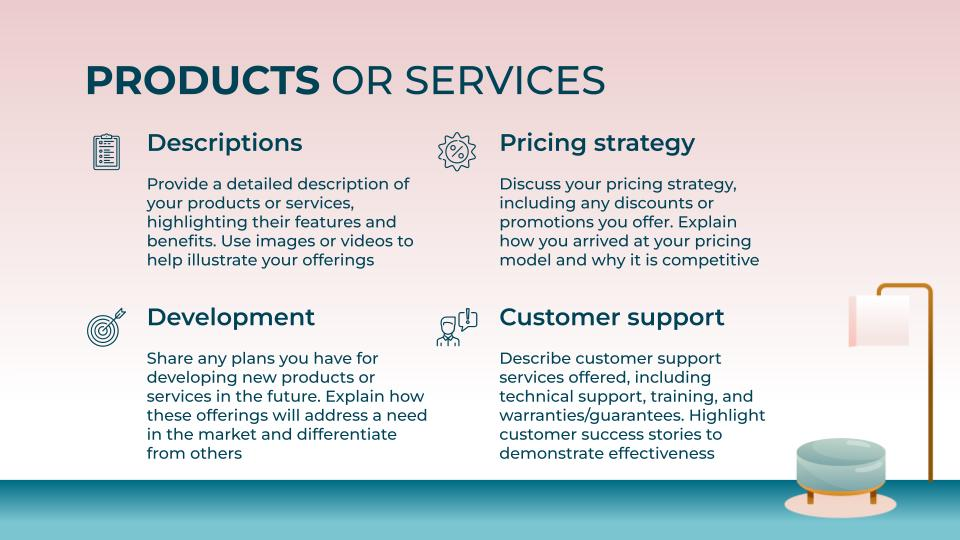 PRODUCTS OR SERVICES
Descriptions
Provide a detailed description of
your products or services,
highlighting their features and
benefits. Use images or videos to
help illustrate your offerings
Pricing strategy
Discuss your pricing strategy,
including any discounts or
promotions you offer. Explain
how you arrived at your pricing
model and why it is competitive
Development
Share any plans you have for
developing new products or
services in the future. Explain how
these offerings will address a need
in the market and differentiate
from others
Customer support
Describe customer support
services offered, including
technical support, training, and
warranties/guarantees. Highlight
customer success stories to
demonstrate effectiveness